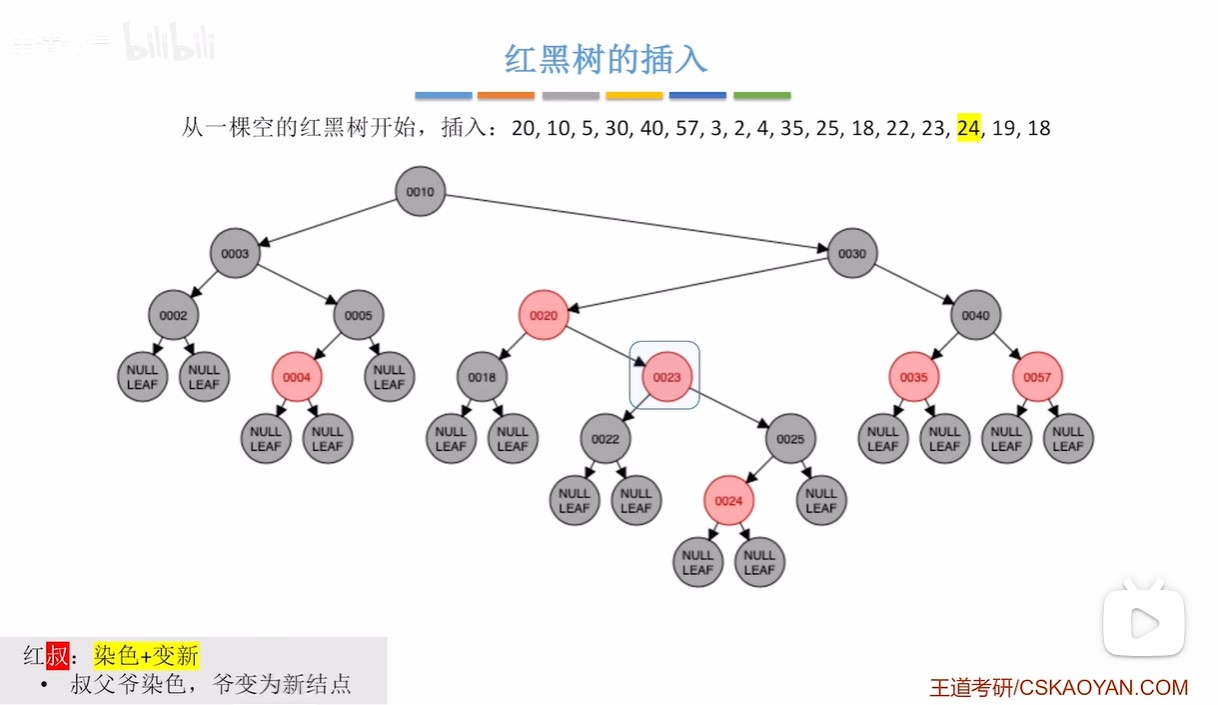 bilibili
红黑树的插入
从一棵空的红黑树开始，插入：20, 10, 5, 30, 40, 57, 3, 2, 4, 35, 25, 18, 22, 23, 24, 19, 18
0010
0003
0030
0002
0005
0020
0040
NULL LEAF
NULL LEAF
0004
NULL LEAF
0018
0023
0035
0057
NULL LEAF
NULL LEAF
NULL LEAF
NULL LEAF
0022
0025
NULL LEAF
NULL LEAF
NULL LEAF
NULL LEAF
NULL LEAF
NULL LEAF
0024
NULL LEAF
NULL LEAF
NULL LEAF
红叔：染色+变新
• 叔父爷染色，爷变为新结点
王道考研/CSKAOYAN.COM